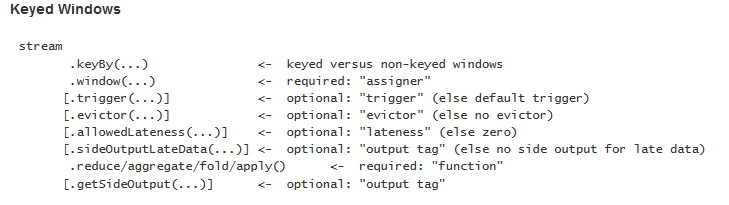 Keyed Windows
stream
.keyBy(...) <- keyed versus non-keyed windows
.window(...) <- required: "assigner"
[.trigger(...)] <- optional: "trigger" (else default trigger)
[.evictor(...)] <- optional: "evictor" (else no evictor)
[.allowedLateness(...)] <- optional: "lateness" (else zero)
[.sideOutputLateData(...)] <- optional: "output tag" (else no side output for late data)
.reduce/aggregate/fold/apply() <- required: "function"
[.getSideOutput(...)] <- optional: "output tag"